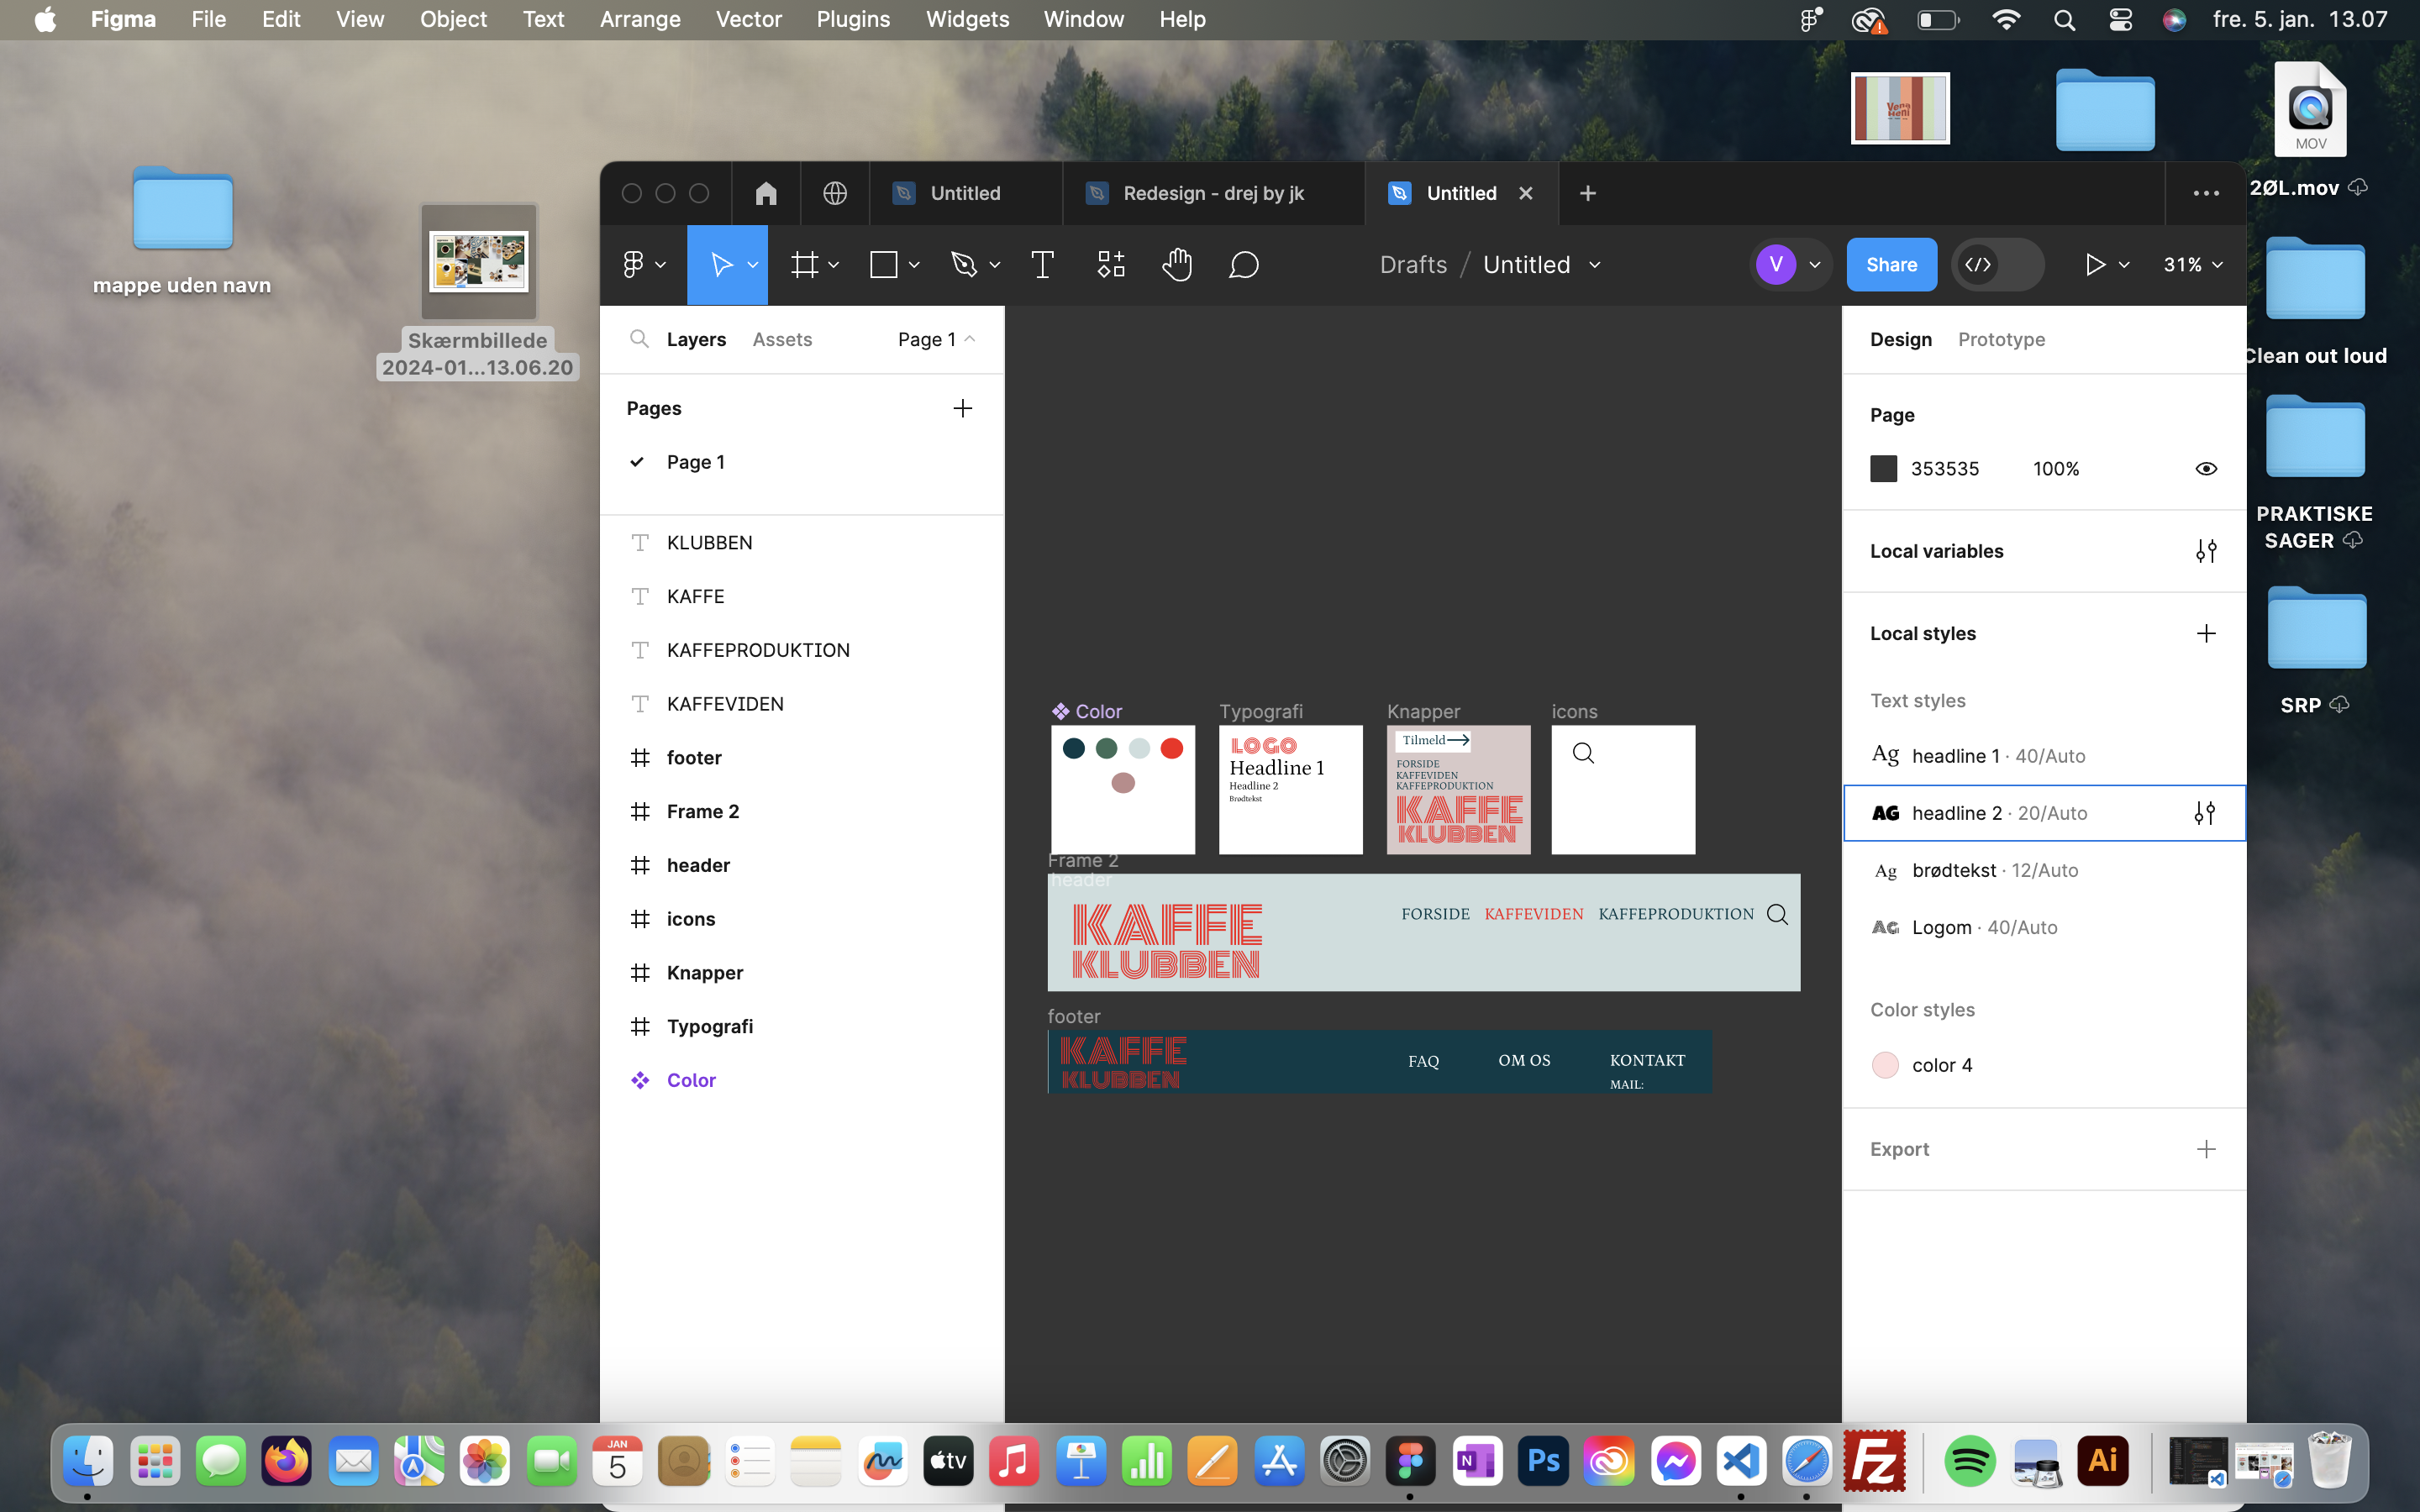 Figma File Edit View Object Text Arrange Vector Plugins Widgets Window Help fre. 5. jan. 13.07
MOV
2ØL.mov
mappe uden navn
Skærmbillede
2024-01...13.06.20
Clean out loud
PRAKTISKE
SAGER
SRP
Untitled Redesign - drej by jk Untitled
Drafts / Untitled V Share 31%
Layers Assets Page 1
Pages
Page 1
KLUBBEN
KAFFE
KAFFEPRODUKTION
KAFFEVIDEN
footer
Frame 2
header
icons
Knapper
Typografi
Color
Color
Typografi
Knapper
icons
LOGO
Headline 1
Headline 2
Brødtekst
Tilmeld
FORSIDE
KAFFEVIDEN
KAFFEPRODUKTION
KAFFE
KLUBBEN
Frame 2
header
KAFFE
KLUBBEN
FORSIDE KAFFEVIDEN KAFFEPRODUKTION
footer
KAFFE
KLUBBEN
FAQ OM OS KONTAKT
MAIL:
Design Prototype
Page
353535 100%
Local variables
Local styles
Text styles
Ag headline 1 · 40/Auto
AG headline 2 · 20/Auto
Ag brødtekst · 12/Auto
AG Logom · 40/Auto
Color styles
color 4
Export
JAN
5
tv
N
Ps
Fz
Ai